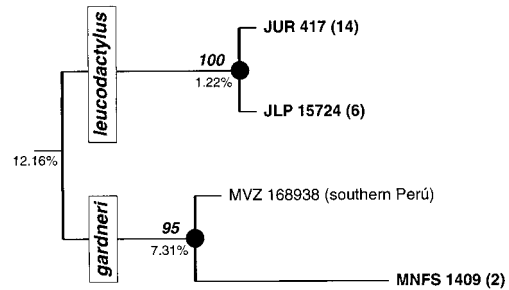 JUR 417 (14)
leucodactylus
100
1.22%
JLP 15724 (6)
12.16%
MVZ 168938 (southern Perú)
gardneri
95
7.31%
MNFS 1409 (2)